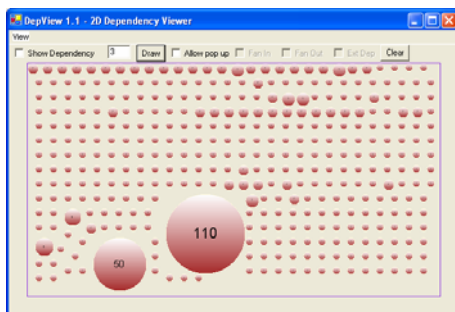 DepView 1.1 - 2D Dependency Viewer
View
Show Dependency 3 Draw Allow pop up Fan In Fan Out Ext Dep Clear
110
50